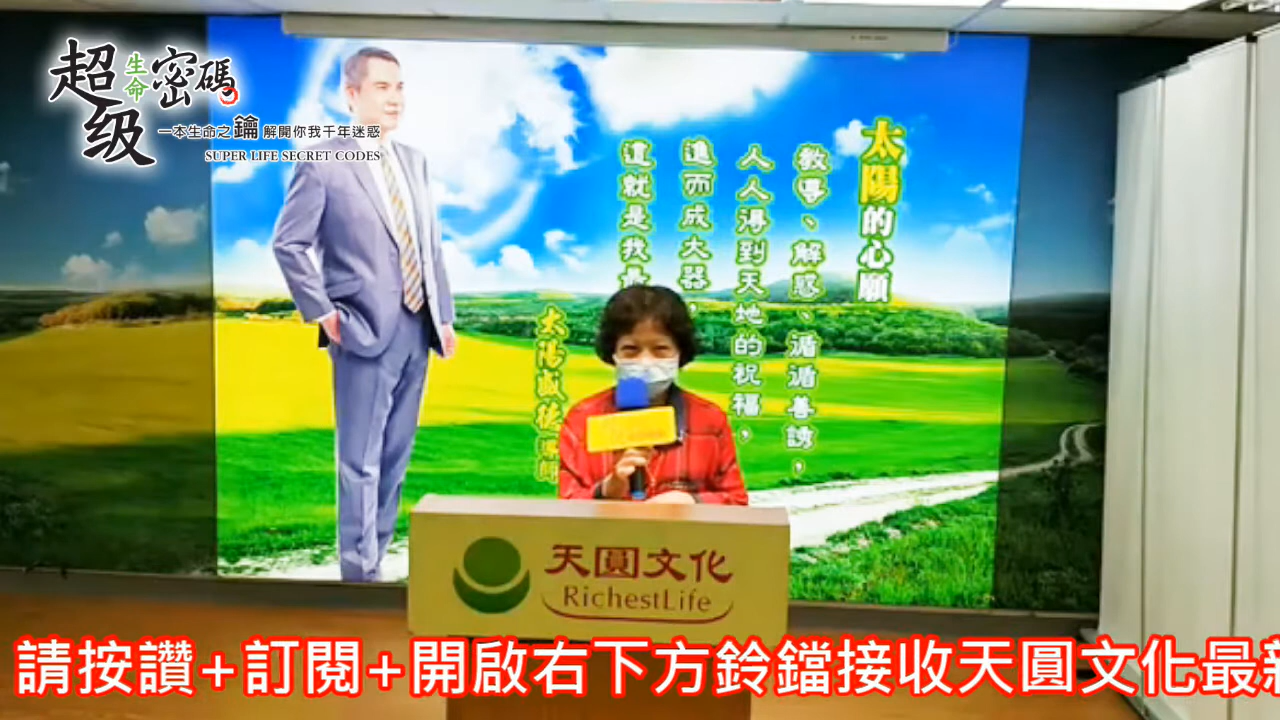 超级生命密碼
一本生命之鑰解開你我千年迷惑
SUPER LIFE SECRET CODES
太陽的心願
教導、解惑、循循善誘，
人人得到天地的祝福，
進而成大器，
這就是我最
太陽盛德導師
天圓文化
RichestLife
請按讚+訂閱+開啟右下方鈴鐺接收天圓文化最新